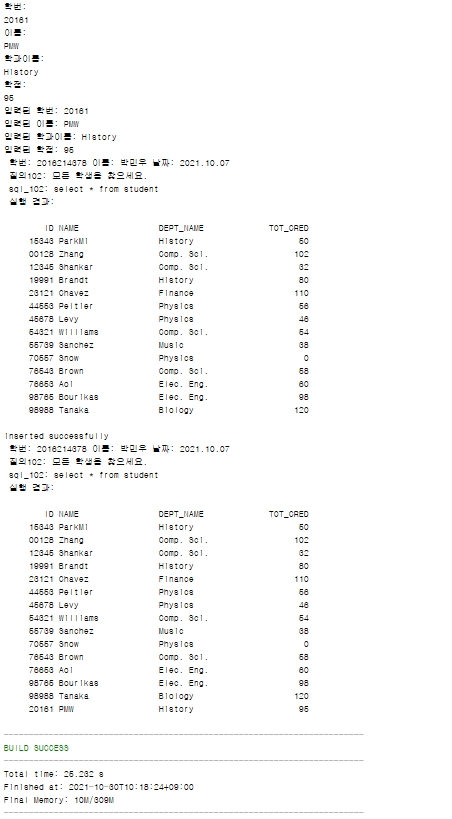 학번:
20161
이름:
PMW
학과이름:
History
학점:
95
입력된 학번: 20161
입력된 이름: PMW
입력된 학과이름: History
입력된 학점: 95
학번: 2016214378 이름: 박민우 날짜: 2021.10.07
질의102: 모든 학생을 찾으세요.
sql_102: select * from student
실행 결과:
ID NAME DEPT_NAME TOT_CRED
15343 ParkMi History 50
00128 Zhang Comp. Sci. 102
12345 Shankar Comp. Sci. 32
19991 Brandt History 80
23121 Chavez Finance 110
44553 Peltier Physics 56
45678 Levy Physics 46
54321 Williams Comp. Sci. 54
55739 Sanchez Music 38
70557 Snow Physics 0
76543 Brown Comp. Sci. 58
76653 Aoi Elec. Eng. 60
98765 Bourikas Elec. Eng. 98
98988 Tanaka Biology 120
Inserted successfully
학번: 2016214378 이름: 박민우 날짜: 2021.10.07
질의102: 모든 학생을 찾으세요.
sql_102: select * from student
실행 결과:
ID NAME DEPT_NAME TOT_CRED
15343 ParkMi History 50
00128 Zhang Comp. Sci. 102
12345 Shankar Comp. Sci. 32
19991 Brandt History 80
23121 Chavez Finance 110
44553 Peltier Physics 56
45678 Levy Physics 46
54321 Williams Comp. Sci. 54
55739 Sanchez Music 38
70557 Snow Physics 0
76543 Brown Comp. Sci. 58
76653 Aoi Elec. Eng. 60
98765 Bourikas Elec. Eng. 98
98988 Tanaka Biology 120
20161 PMW History 95
------------------------------------------------------------------------
BUILD SUCCESS
------------------------------------------------------------------------
Total time: 25.232 s
Finished at: 2021-10-30T10:18:24+09:00
Final Memory: 10M/309M
------------------------------------------------------------------------